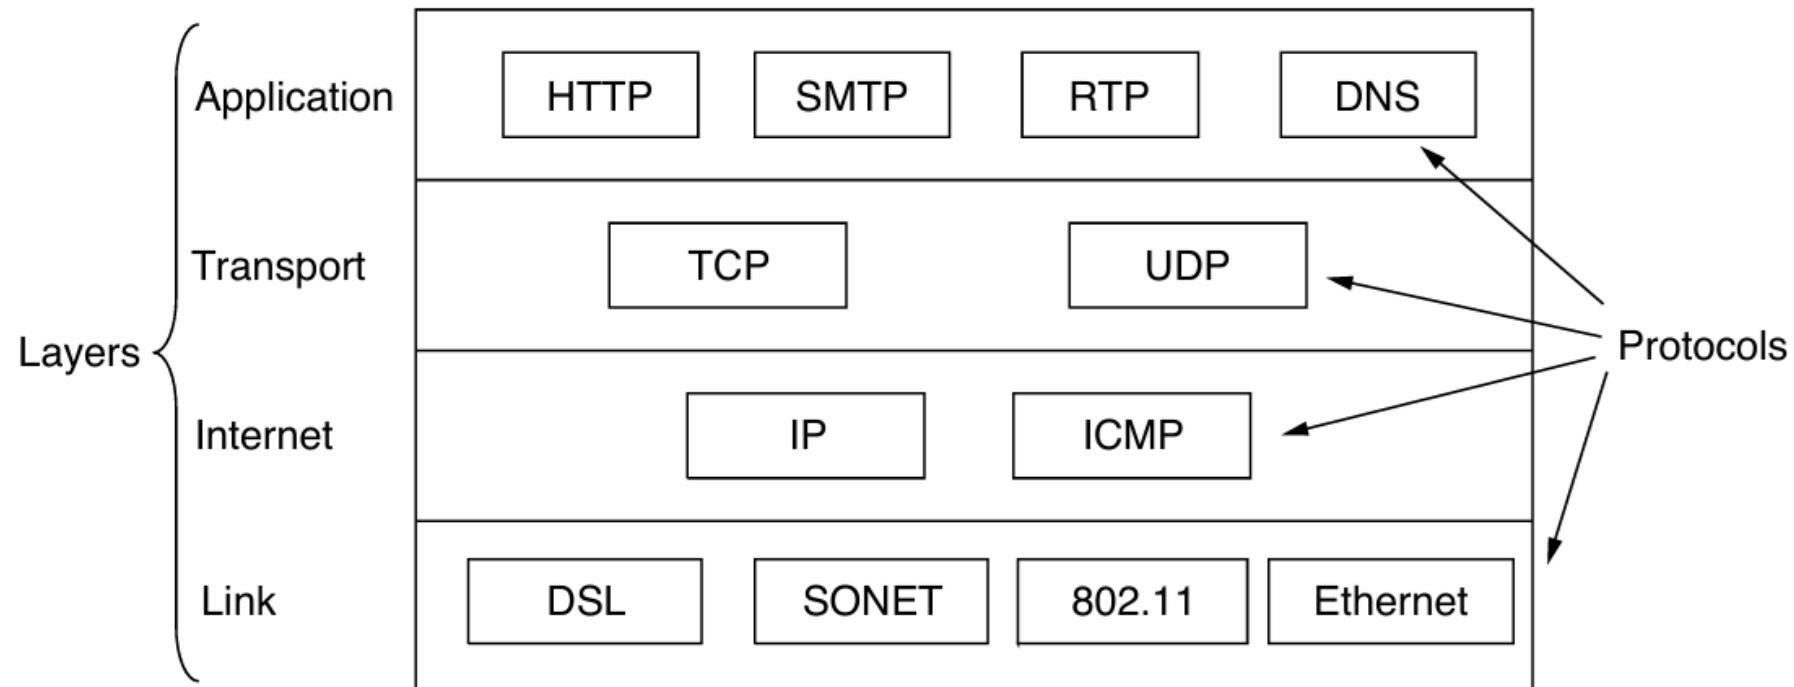 Application HTTP SMTP RTP DNS
Transport TCP UDP
Layers Protocols
Internet IP ICMP
Link DSL SONET 802.11 Ethernet